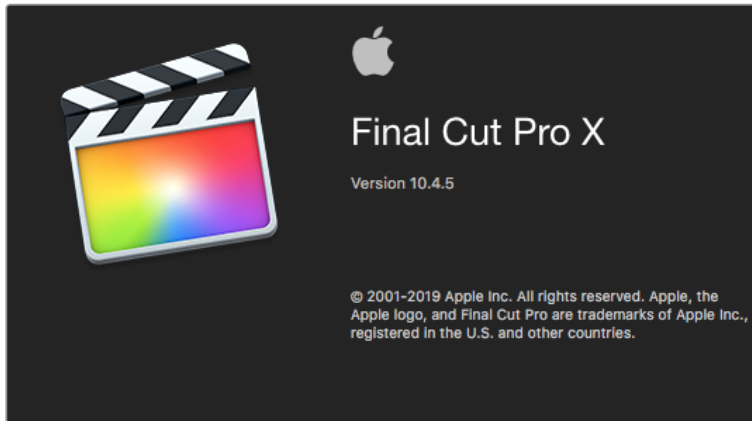 Final Cut Pro X
Version 10.4.5
© 2001-2019 Apple Inc. All rights reserved. Apple, the
Apple logo, and Final Cut Pro are trademarks of Apple Inc.,
registered in the U.S. and other countries.